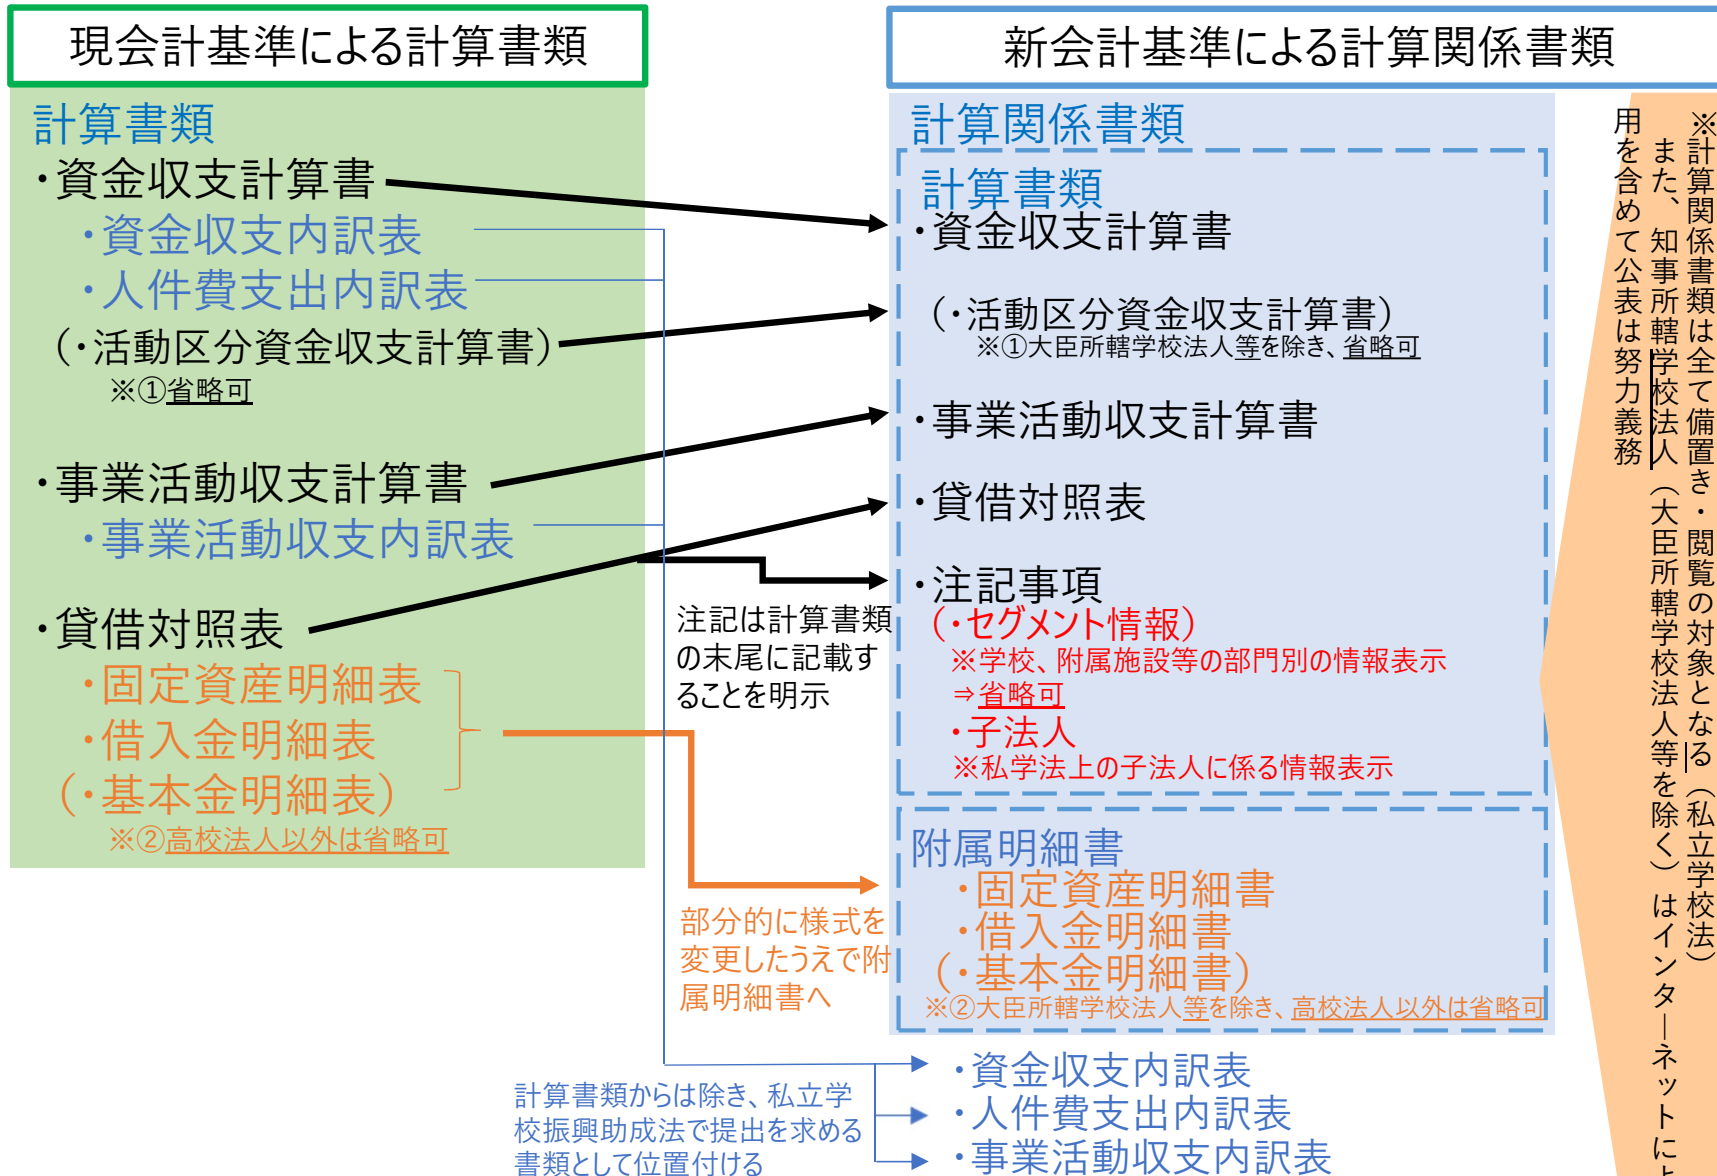 現会計基準による計算書類
計算書類
・資金収支計算書
・資金収支内訳表
・人件費支出内訳表
(・活動区分資金収支計算書)
※①省略可
・事業活動収支計算書
・事業活動収支内訳表
・貸借対照表
・固定資産明細表
・借入金明細表
(・基本金明細表)
※②高校法人以外は省略可
注記は計算書類
の末尾に記載す
ることを明示
部分的に様式を
変更したうえで附
属明細書へ
計算書類からは除き、私立学
校振興助成法で提出を求める
書類として位置付ける
新会計基準による計算関係書類
計算関係書類
計算書類
・資金収支計算書
(・活動区分資金収支計算書)
※①大臣所轄学校法人等を除き、省略可
・事業活動収支計算書
・貸借対照表
・注記事項
(・セグメント情報)
※学校、附属施設等の部門別の情報表示
⇒省略可
・子法人
※私学法上の子法人に係る情報表示
附属明細書
・固定資産明細書
・借入金明細書
(・基本金明細書)
※②大臣所轄学校法人等を除き、高校法人以外は省略可
・資金収支内訳表
・人件費支出内訳表
・事業活動収支内訳表
※計算関係書類は全て備置き・閲覧の対象となる(私立学校法)
また、知事所轄学校法人(大臣所轄学校法人等を除く)はインターネットによ
用を含めて公表は努力義務